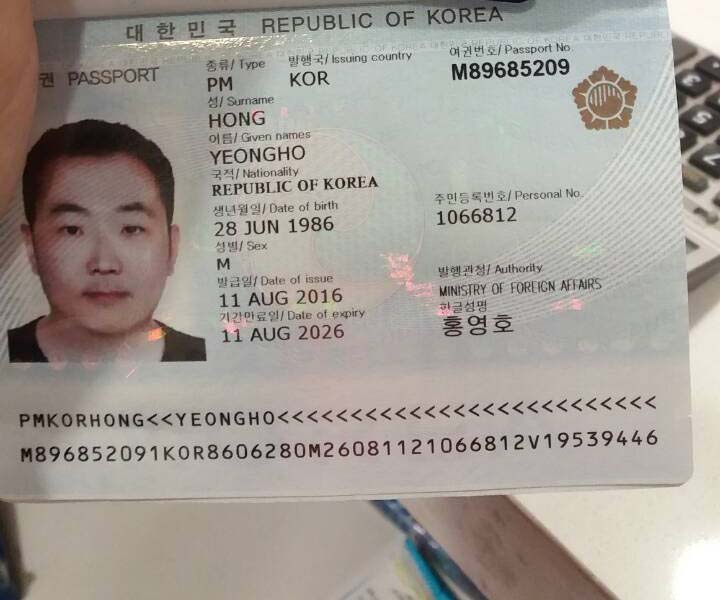 대한민국 REPUBLIC OF KOREA
권 PASSPORT
종류/ Type 발행국/ Issuing country 여권번호/ Passport No.
PM KOR M89685209
성/ Surname
HONG
이름/ Given names
YEONGHO
국적/ Nationality
REPUBLIC OF KOREA
생년월일/ Date of birth 주민등록번호/ Personal No.
28 JUN 1986 1066812
성별/ Sex
M
발급일/ Date of issue 발행관청/ Authority
11 AUG 2016 MINISTRY OF FOREIGN AFFAIRS
기간만료일/ Date of expiry 한글성명
11 AUG 2026 홍영호
PMKORHONG<<YEONGHO<<<<<<<<<<<<<<<<<<<<<<<<<<
M896852091KOR8606280M26081121066812V19539446